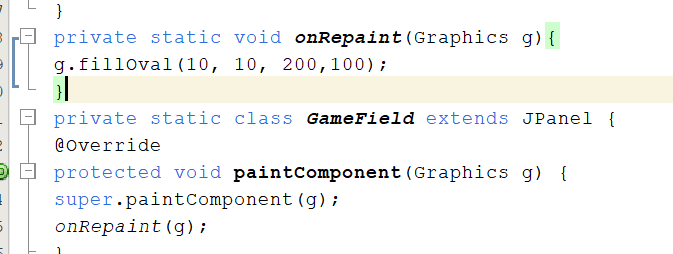 }
private static void onRepaint(Graphics g){
g.fillOval(10, 10, 200,100);
}
private static class GameField extends JPanel {
@Override
protected void paintComponent(Graphics g) {
super.paintComponent(g);
onRepaint(g);
}